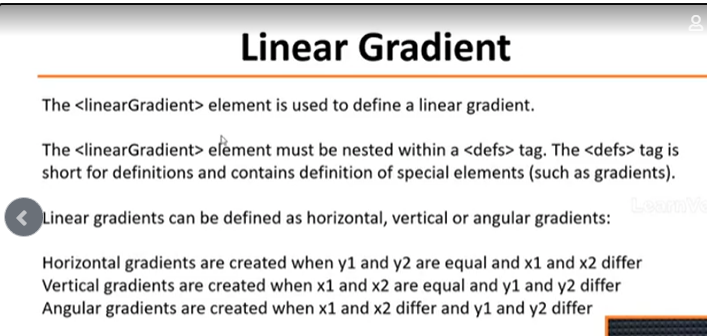 Linear Gradient
The <linearGradient> element is used to define a linear gradient.
The <linearGradient> element must be nested within a <defs> tag. The <defs> tag is
short for definitions and contains definition of special elements (such as gradients).
Linear gradients can be defined as horizontal, vertical or angular gradients:
Horizontal gradients are created when y1 and y2 are equal and x1 and x2 differ
Vertical gradients are created when x1 and x2 are equal and y1 and y2 differ
Angular gradients are created when x1 and x2 differ and y1 and y2 differ